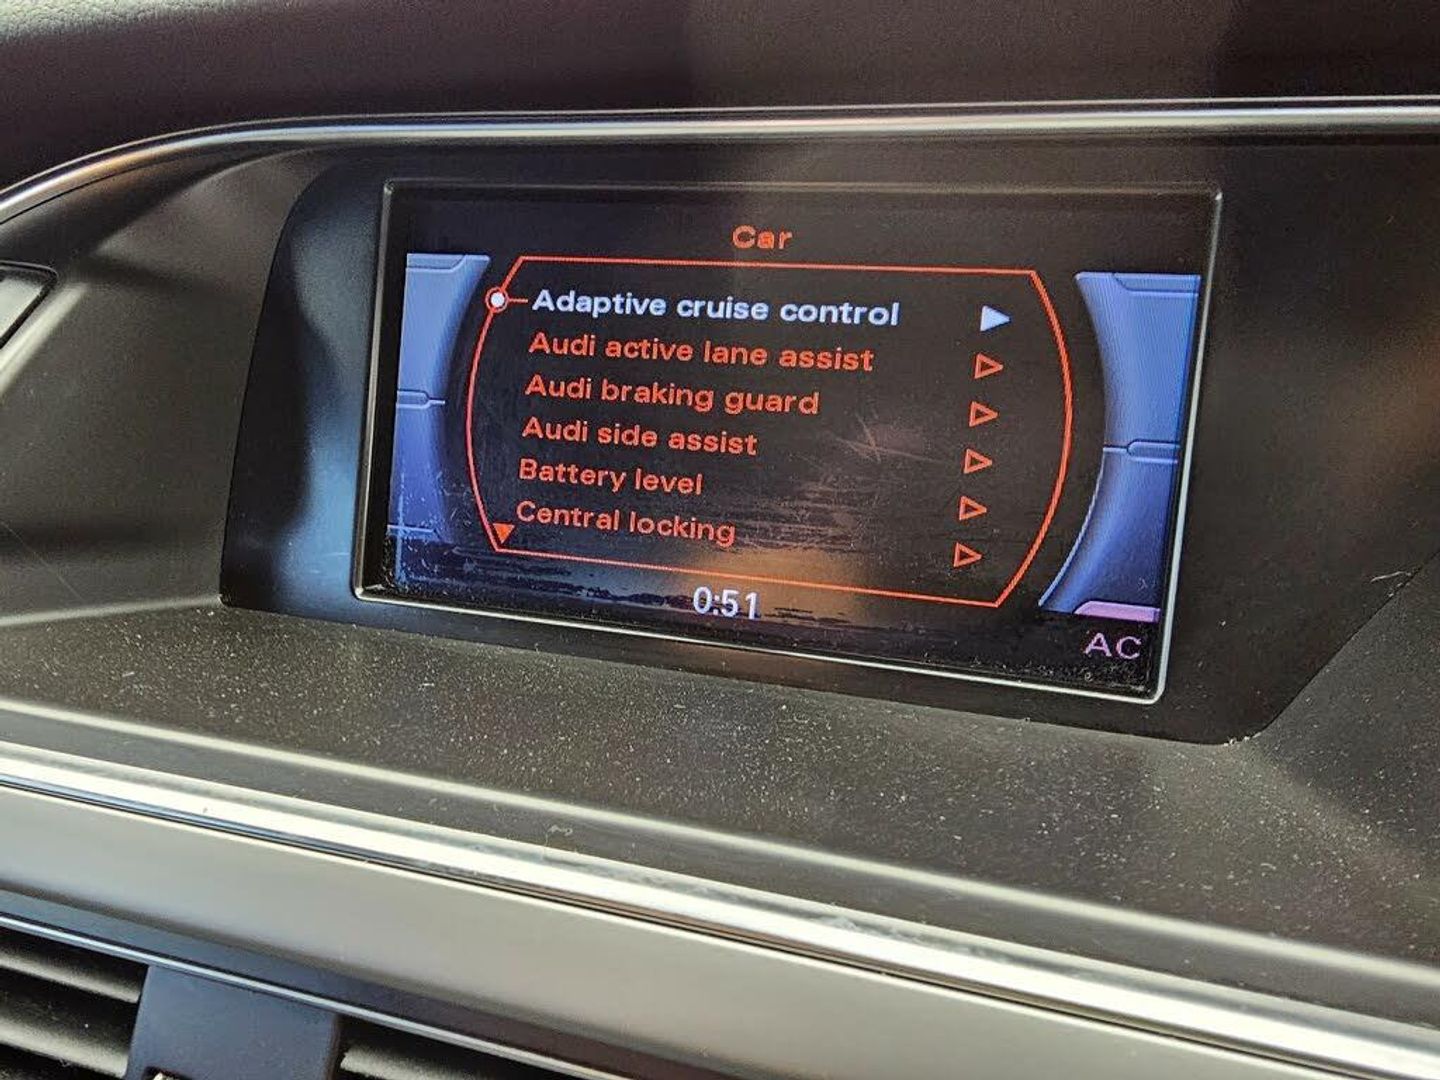 Car
Adaptive cruise control
Audi active lane assist
Audi braking guard
Audi side assist
Battery level
Central locking
0:51
AC